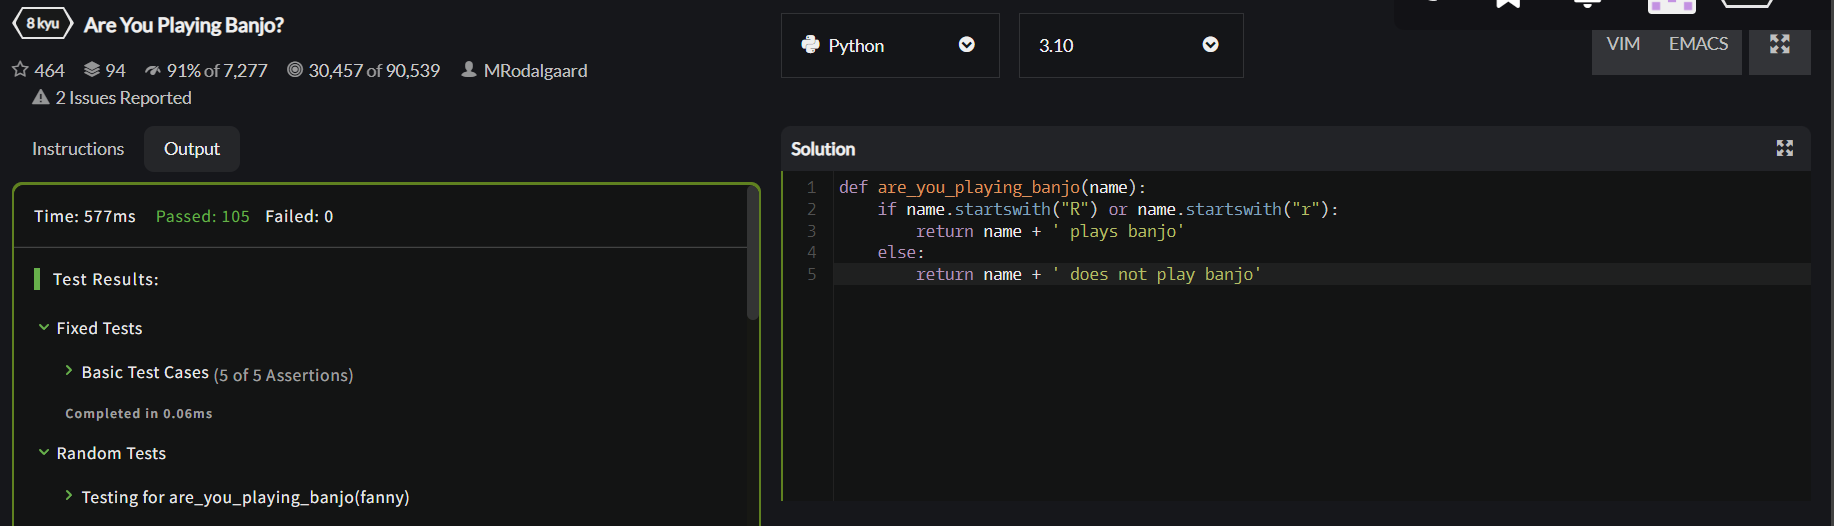 8 kyu Are You Playing Banjo?
464 94 91% of 7,277 30,457 of 90,539 MRodalgaard
2 Issues Reported
Python 3.10
VIM EMACS
Instructions Output
Time: 577ms Passed: 105 Failed: 0
Test Results:
Fixed Tests
Basic Test Cases (5 of 5 Assertions)
Completed in 0.06ms
Random Tests
Testing for are_you_playing_banjo(fanny)
Solution
1 def are_you_playing_banjo(name):
2 if name.startswith("R") or name.startswith("r"):
3 return name + ' plays banjo'
4 else:
5 return name + ' does not play banjo'